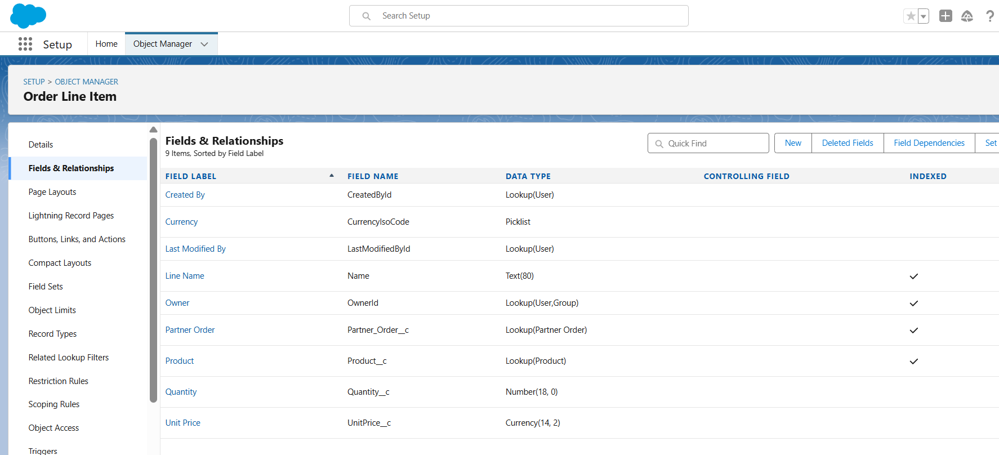 Search Setup
Setup
Home
Object Manager
SETUP > OBJECT MANAGER
Order Line Item
Details
Fields & Relationships
Page Layouts
Lightning Record Pages
Buttons, Links, and Actions
Compact Layouts
Field Sets
Object Limits
Record Types
Related Lookup Filters
Restriction Rules
Scoping Rules
Object Access
Triggers
Fields & Relationships
9 Items, Sorted by Field Label
Quick Find
New
Deleted Fields
Field Dependencies
Set
FIELD LABEL FIELD NAME DATA TYPE CONTROLLING FIELD INDEXED
Created By CreatedById Lookup(User)
Currency CurrencyIsoCode Picklist
Last Modified By LastModifiedById Lookup(User)
Line Name Name Text(80)
Owner OwnerId Lookup(User,Group)
Partner Order Partner_Order__c Lookup(Partner Order)
Product Product__c Lookup(Product)
Quantity Quantity__c Number(18, 0)
Unit Price UnitPrice__c Currency(14, 2)